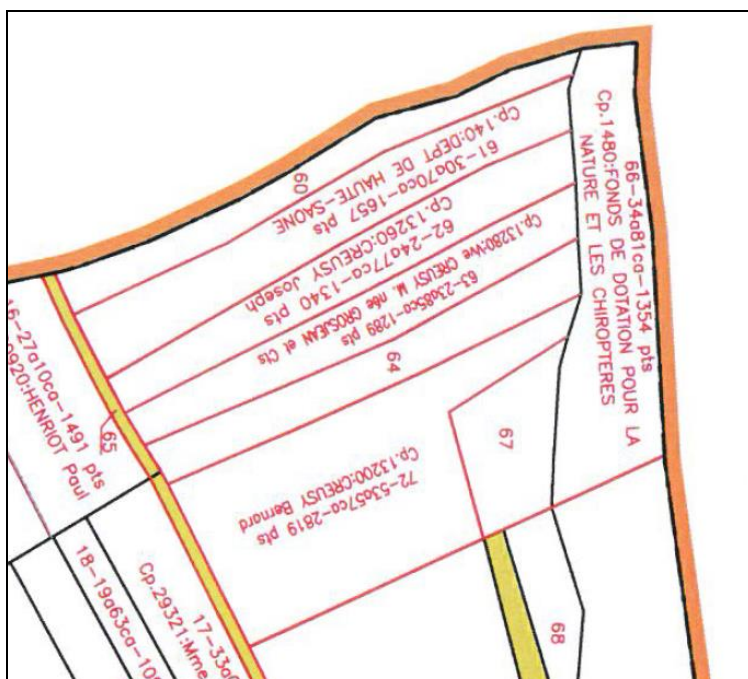 66-34a81ca-1354 pts
Cp.1480:FONDS DE DOTATION POUR LA
NATURE ET LES CHIROPTERES
60
Cp.140:DEPT DE HAUTE-SAONE
61-30a70ca-1657 pts
Cp.13260:CREUSY Joseph
62-24a77ca-1340 pts
Cp.13280:Vve CREUSY M. née GROSJEAN et Cts
63-23a85ca-1289 pts
64
65
67
68
Cp.13200:CREUSY Bernard
72-53a57ca-2819 pts
16-27a10ca-1491 pts
0920:HENRIOT Paul
17-33a
Cp.29321:Mme
18-19a63ca-10